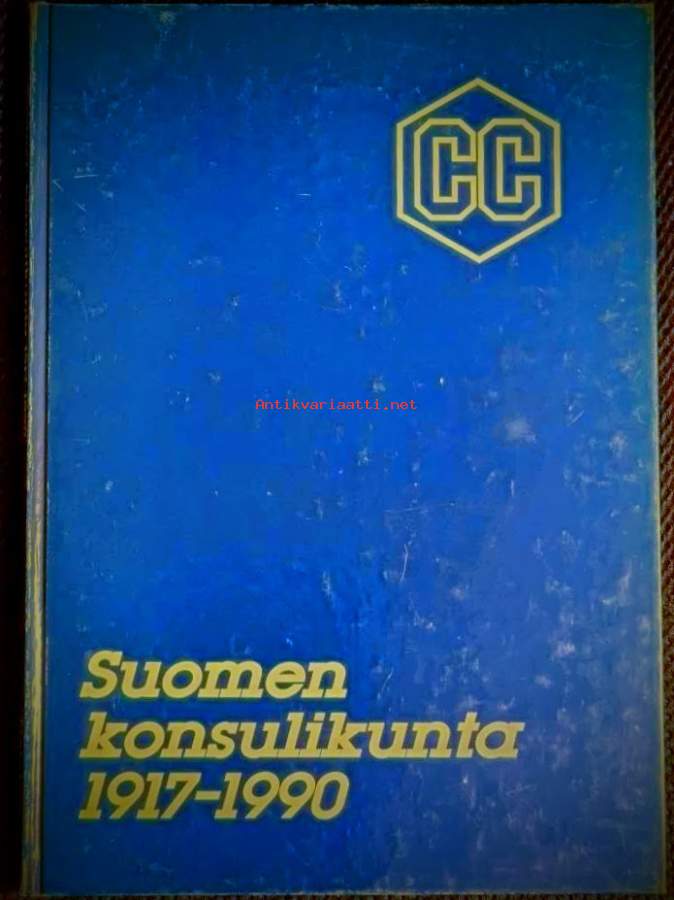 CC
Antikvariaatti.net
Suomen
konsulikunta
1917-1990